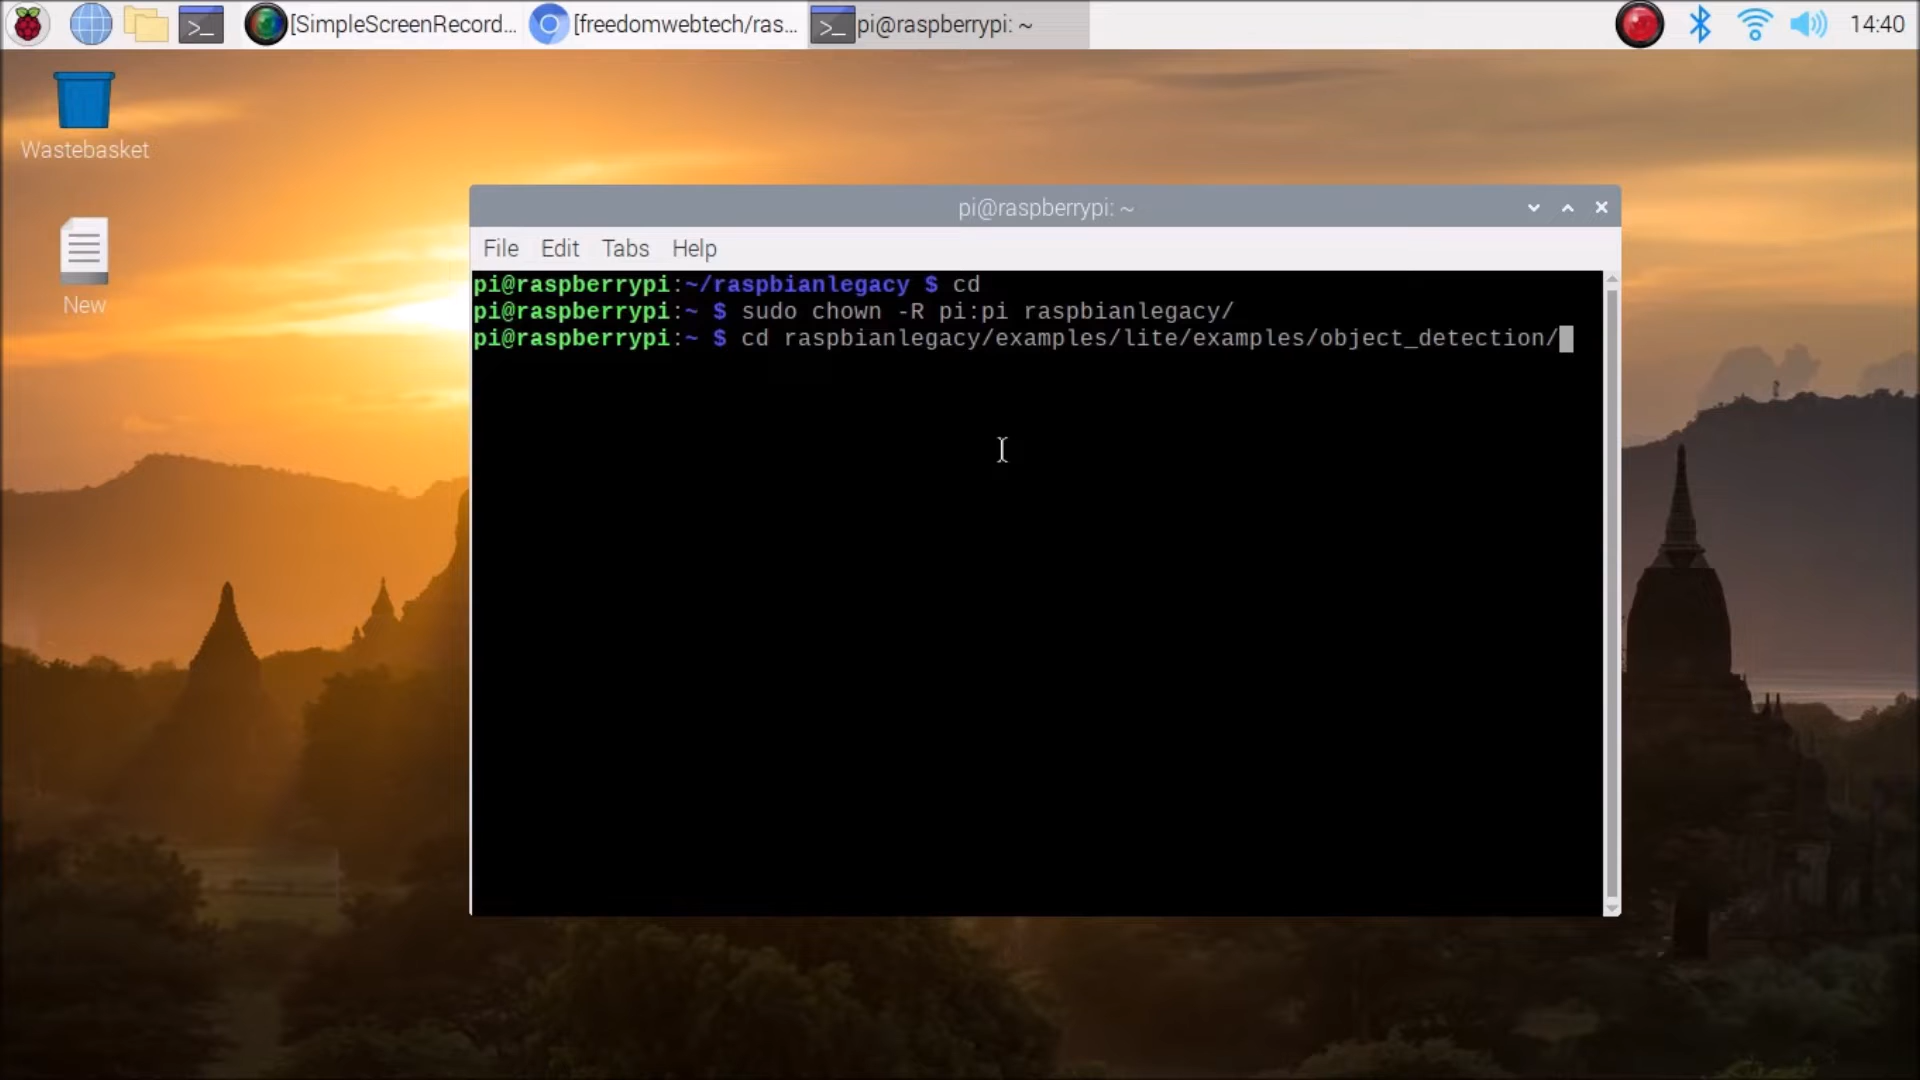 [SimpleScreenRecord... [freedomwebtech/ras... pi@raspberrypi: ~ 14:40
Wastebasket
New
pi@raspberrypi: ~
File Edit Tabs Help
pi@raspberrypi:~/raspbianlegacy $ cd
pi@raspberrypi:~ $ sudo chown -R pi:pi raspbianlegacy/
pi@raspberrypi:~ $ cd raspbianlegacy/examples/lite/examples/object_detection/